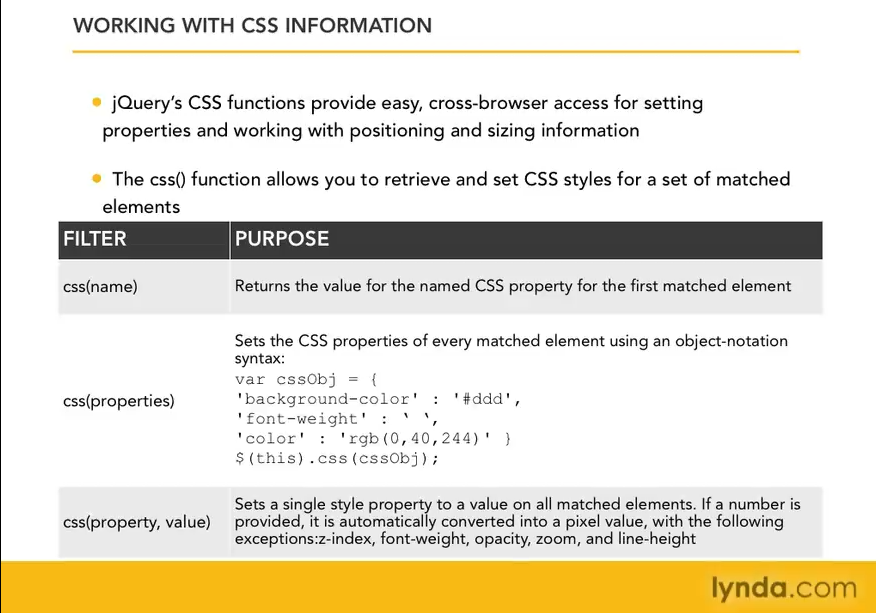 WORKING WITH CSS INFORMATION
• jQuery’s CSS functions provide easy, cross-browser access for setting
properties and working with positioning and sizing information
• The css() function allows you to retrieve and set CSS styles for a set of matched
elements
FILTER PURPOSE
css(name) Returns the value for the named CSS property for the first matched element
Sets the CSS properties of every matched element using an object-notation
syntax:
var cssObj = {
'background-color' : '#ddd',
css(properties)
'font-weight' : ‘ ‘,
'color' : 'rgb(0,40,244)' }
$(this).css(cssObj);
Sets a single style property to a value on all matched elements. If a number is
css(property, value) provided, it is automatically converted into a pixel value, with the following
exceptions:z-index, font-weight, opacity, zoom, and line-height
lynda.com